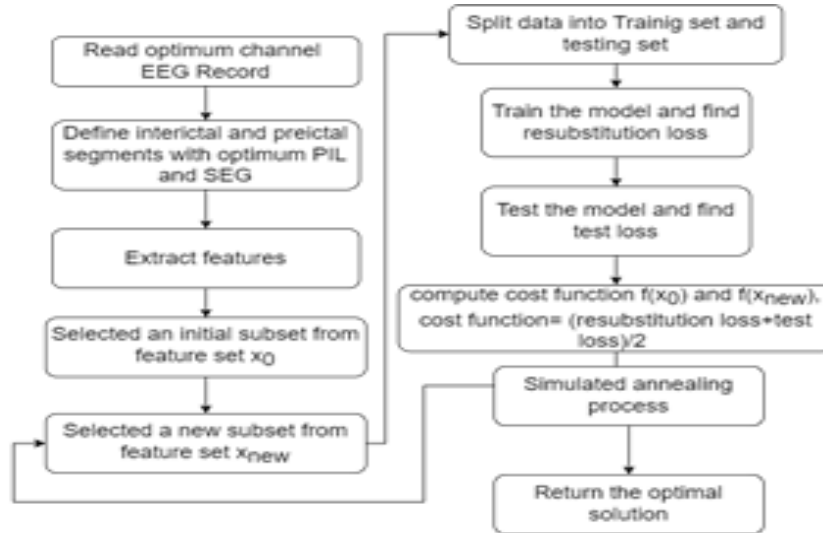 Read optimum channel
EEG Record
Define interictal and preictal
segments with optimum PIL
and SEG
Extract features
Selected an initial subset from
feature set x0
Selected a new subset from
feature set xnew
Split data into Trainig set and
testing set
Train the model and find
resubstitution loss
Test the model and find
test loss
compute cost function f(x0) and f(xnew),
cost function= (resubstitution loss+test
loss)/2
Simulated annealing
process
Return the optimal
solution